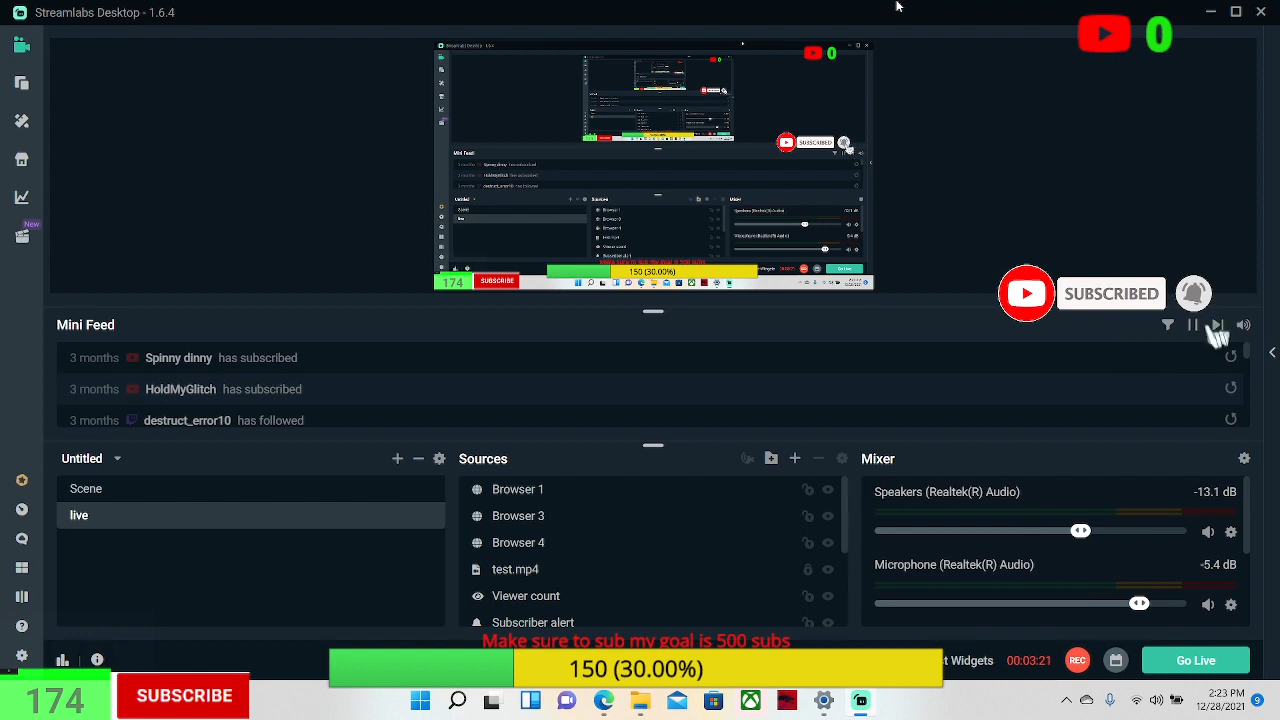 Streamlabs Desktop - 1.6.4
0
SUBSCRIBED
Mini Feed
3 months Spinny dinny has subscribed
3 months HoldMyGlitch has subscribed
3 months destruct_error10 has followed
New
Untitled
Scene
live
Sources
Browser 1
Browser 3
Browser 4
test.mp4
Viewer count
Subscriber alert
Mixer
Speakers (Realtek(R) Audio) -13.1 dB
Microphone (Realtek(R) Audio) -5.4 dB
Make sure to sub my goal is 500 subs
150 (30.00%)
Widgets 00:03:21 REC Go Live
174 SUBSCRIBE
PM
12/28/2021
9